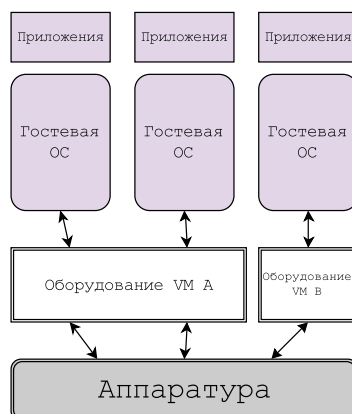 Приложения
Приложения
Приложения
Гостевая
ОС
Гостевая
ОС
Гостевая
ОС
Оборудование VM A
Оборудование
VM B
Аппаратура